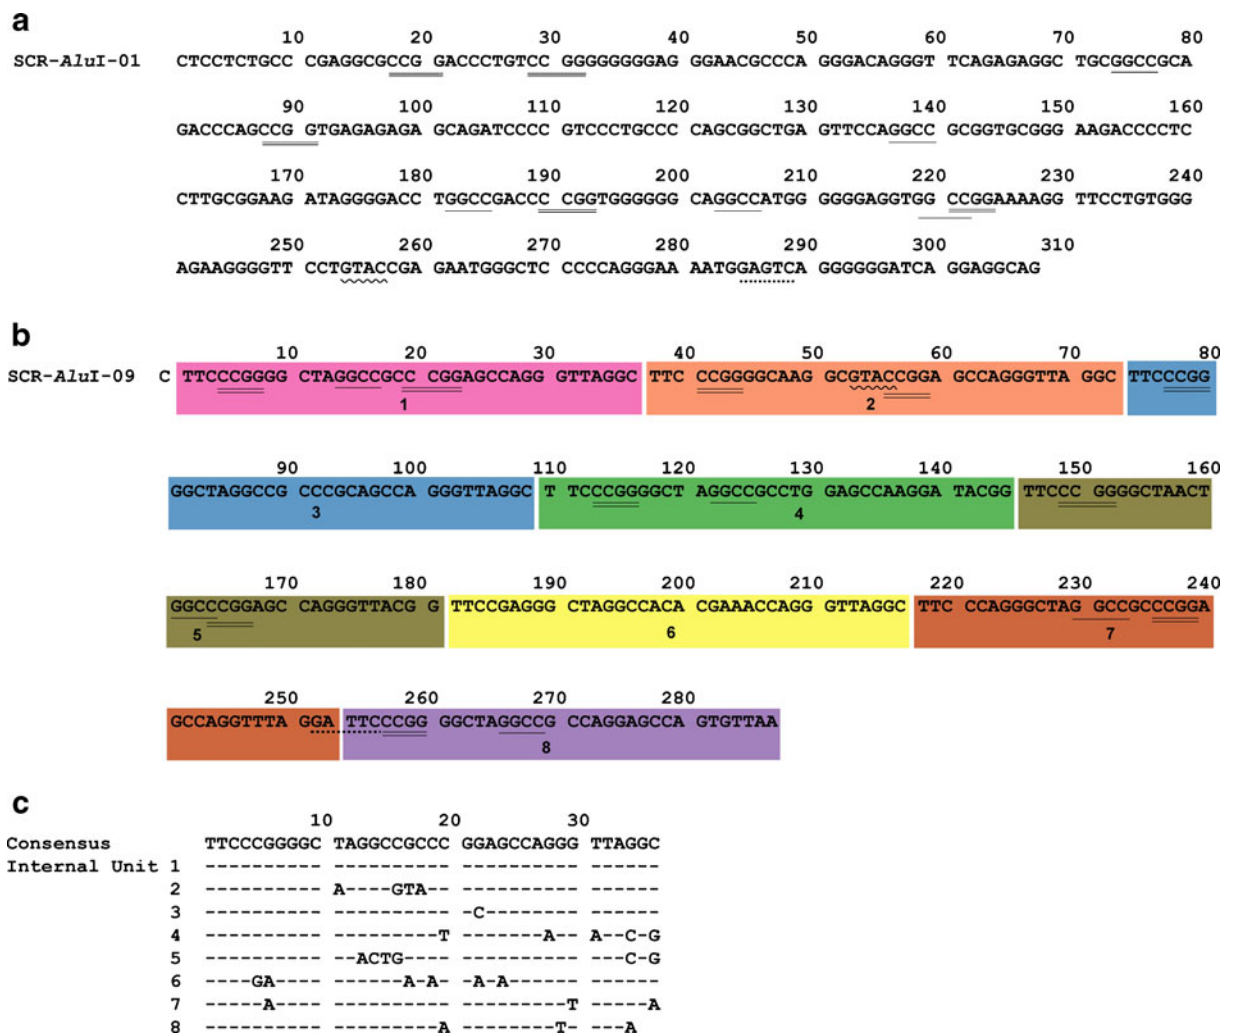 a
10 20 30 40 50 60 70 80
SCR-AluI-01 CTCCTCTGCC CGAGGCGCCG GACCCTGTCC GGGGGGGGAG GGAACGCCCA GGGACAGGGT TCAGAGAGGC TGCGGCCGCA
90 100 110 120 130 140 150 160
GACCCAGCCG GTGAGAGAGA GCAGATCCCC GTCCCTGCCC CAGCGGCTGA GTTCCAGGCC GCGGTGCGGG AAGACCCCTC
170 180 190 200 210 220 230 240
CTTGCGGAAG ATAGGGGACC TGGCCGACCC CCGGTGGGGGG CAGGCCATGG GGGGAGGTGG CCGGAAAAGG TTCCTGTGGG
250 260 270 280 290 300 310
AGAAGGGGTT CCTGTACCGA GAATGGGCTC CCCCAGGGAA AATGGAGTCA GGGGGGATCA GGAGGCAG
b
10 20 30 40 50 60 70 80
SCR-AluI-09 C TTCCCGGGG CTAGGCCGCC CGGAGCCAGG GTTAGGC TTC CCGGGGCAAG GCGTACCGGA GCCAGGGTTA GGC TTCCCGG
1 2
90 100 110 120 130 140 150 160
GGCTAGGCCG CCCGCAGCCA GGGTTAGGC T TCCCGGGGCT AGGCCGCCTG GAGCCAAGGA TACGG TTCCC GGGGCTAACT
3 4
170 180 190 200 210 220 230 240
GGCCCGGAGC CAGGGTTACG G TTCCGAGGG CTAGGCCACA CGAAACCAGG GTTAGGC TTC CCAGGGCTAG GCCGCCCGGA
5 6 7
250 260 270 280
GCCAGGTTTA GGA TTCCCGG GGCTAGGCCG CCAGGAGCCA GTGTTAA
8
c
10 20 30
Consensus TTCCCGGGGC TAGGCCGCCC GGAGCCAGGG TTAGGC
Internal Unit 1 ---------- ---------- ---------- ------
2 ---------- A----GTA-- ---------- ------
3 ---------- ---------- -C-------- ------
4 ---------- ---------T -------A-- A--C-G
5 ---------- --ACTG---- ---------- ---C-G
6 ----GA---- ------A-A- -A-A------ ------
7 -----A---- ---------- ---------T -----A
8 ---------- ---------A --------T- ---A--